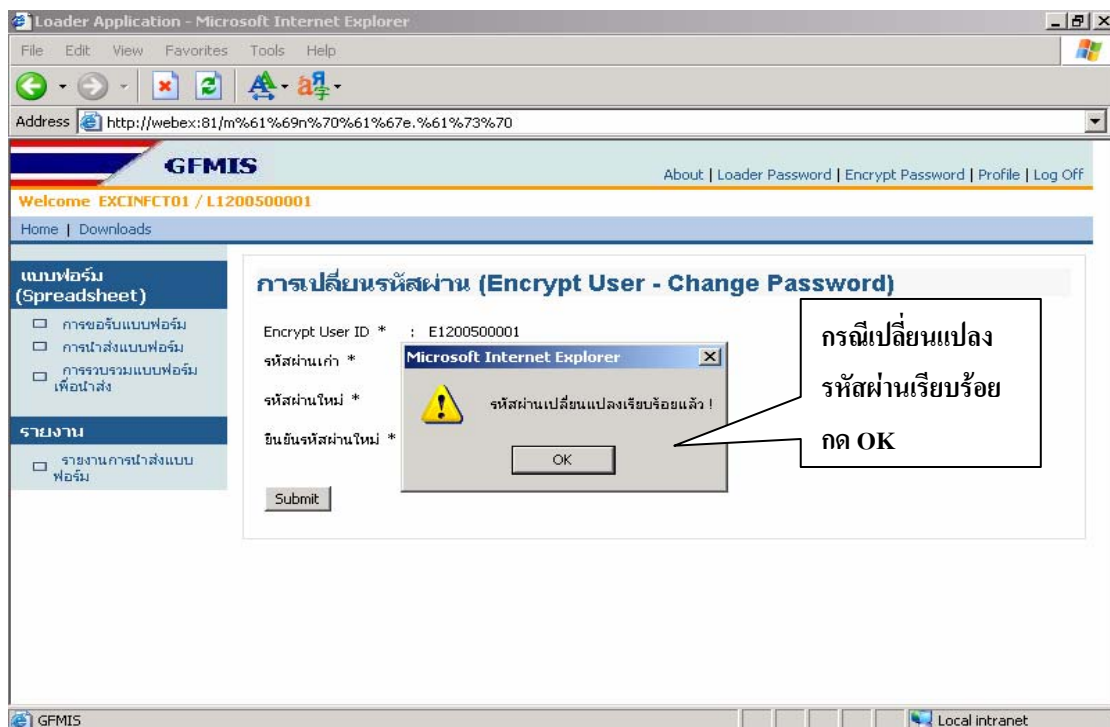 Loader Application - Microsoft Internet Explorer
File Edit View Favorites Tools Help
Address http://webex:81/m%61%69n%70%61%67e.%61%73%70
GFMIS
About | Loader Password | Encrypt Password | Profile | Log Off
Welcome EXCINFCT01 / L1200500001
Home | Downloads
แบบฟอร์ม
(Spreadsheet)
การขอรับแบบฟอร์ม
การนำส่งแบบฟอร์ม
การรวบรวมแบบฟอร์ม
เพื่อนำส่ง
รายงาน
รายงานการนำส่งแบบ
ฟอร์ม
การเปลี่ยนรหัสผ่าน (Encrypt User - Change Password)
Encrypt User ID * : E1200500001
รหัสผ่านเก่า *
รหัสผ่านใหม่ *
ยืนยันรหัสผ่านใหม่ *
Submit
Microsoft Internet Explorer
รหัสผ่านเปลี่ยนแปลงเรียบร้อยแล้ว !
OK
กรณีเปลี่ยนแปลง
รหัสผ่านเรียบร้อย
กด OK
GFMIS
Local intranet